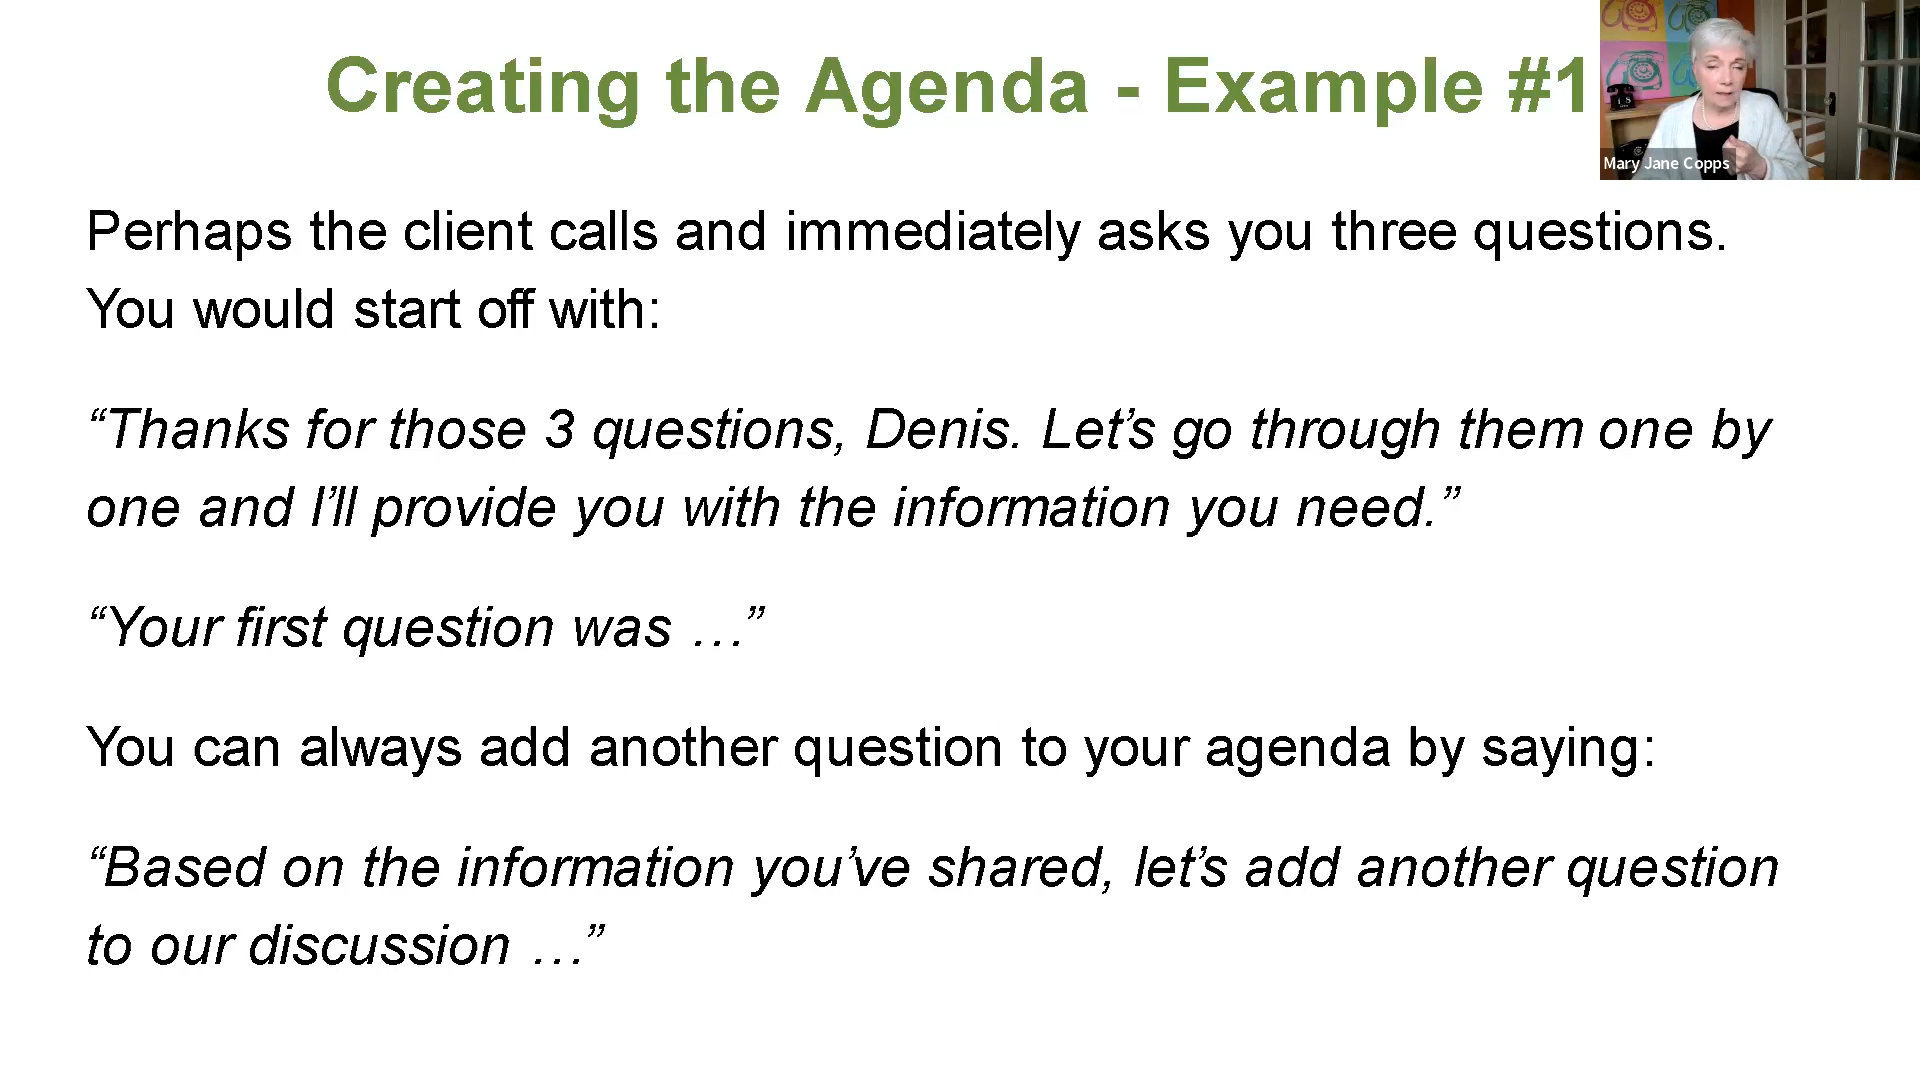 Creating the Agenda - Example #1
Mary Jane Copps
Perhaps the client calls and immediately asks you three questions.
You would start off with:
“Thanks for those 3 questions, Denis. Let’s go through them one by
one and I’ll provide you with the information you need.”
“Your first question was …”
You can always add another question to your agenda by saying:
“Based on the information you’ve shared, let’s add another question
to our discussion …”